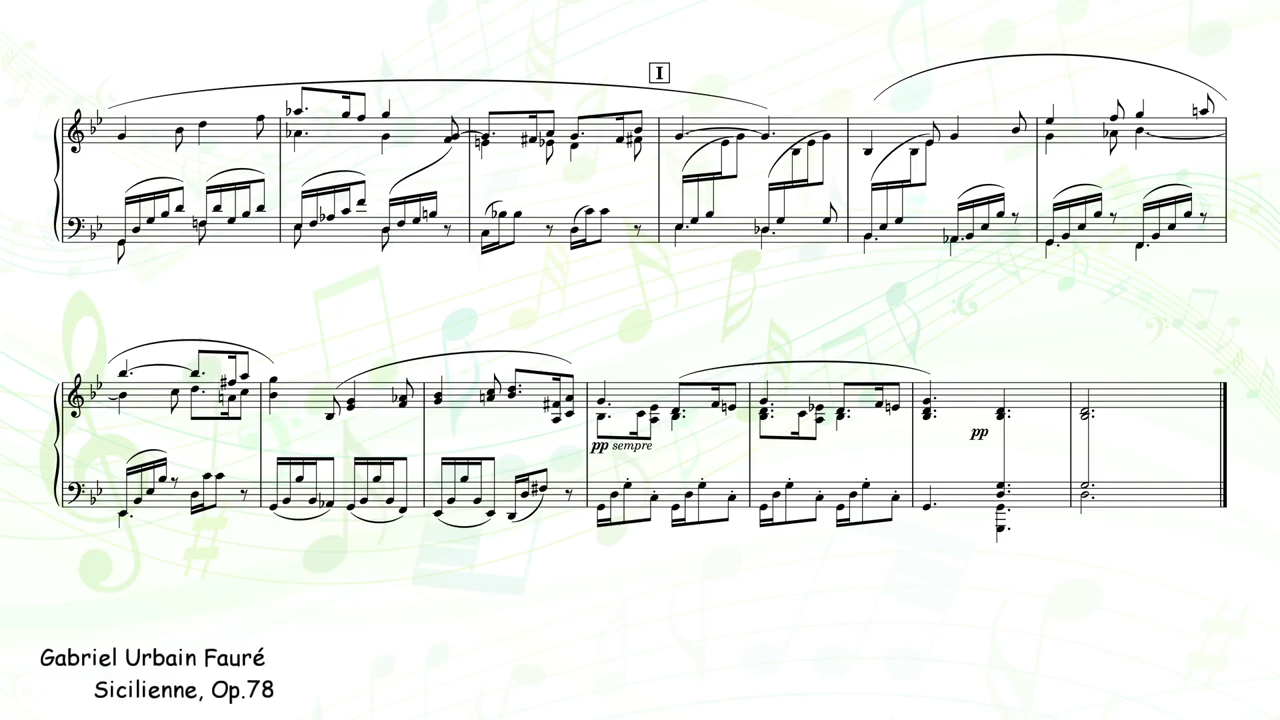 I
pp sempre
pp
Gabriel Urbain Fauré
Sicilienne, Op.78